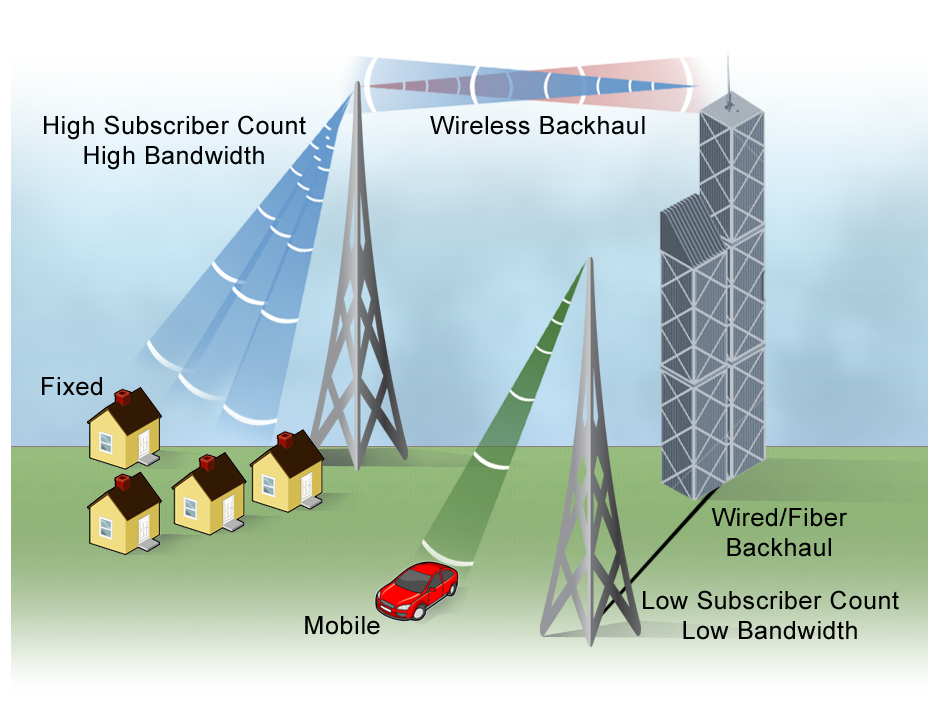 High Subscriber Count
High Bandwidth
Wireless Backhaul
Fixed
Wired/Fiber
Backhaul
Low Subscriber Count
Low Bandwidth
Mobile